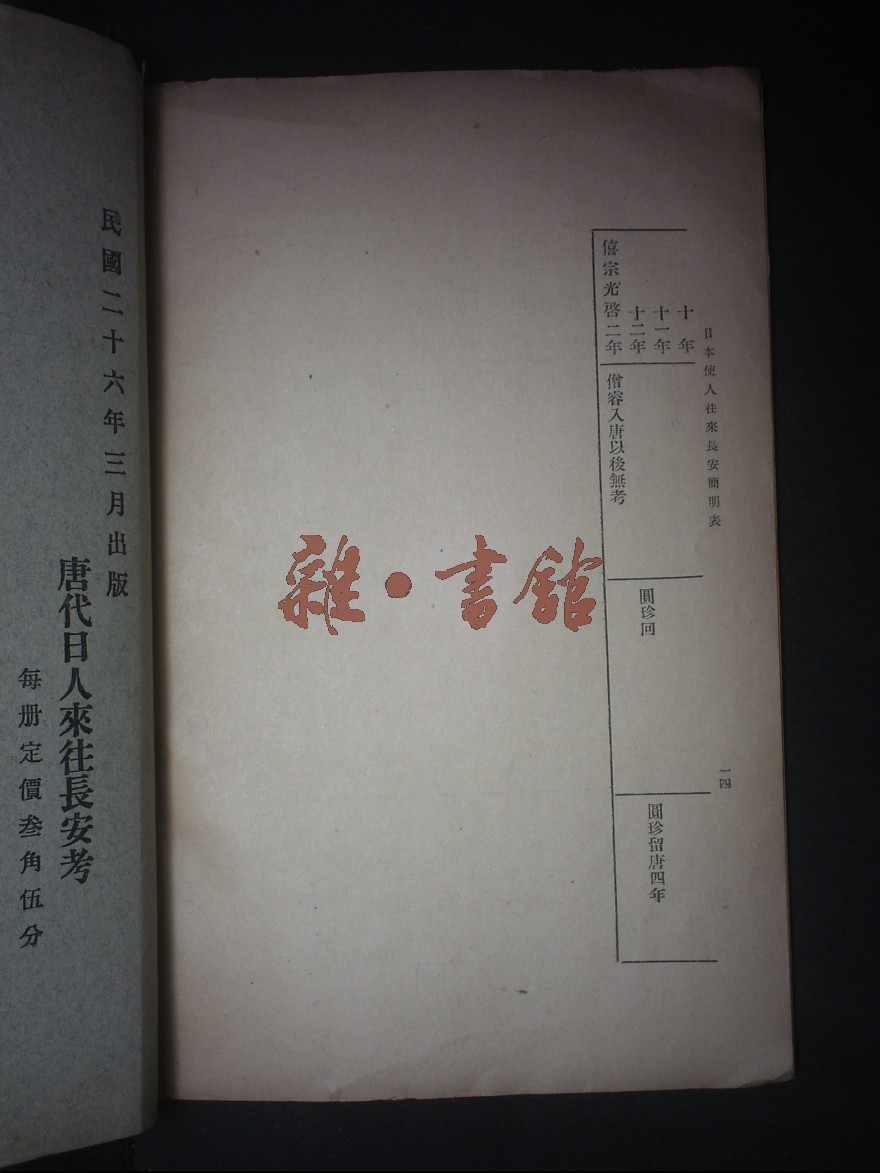 日本使人往來長安簡明表
一四
十年
十一年
圓珍回
圓珍留唐四年
十二年
僖宗光啓二年
僧睿入唐以後無考
雜·書館
民國二十六年三月出版
唐代日人來往長安考
每册定價叁角伍分